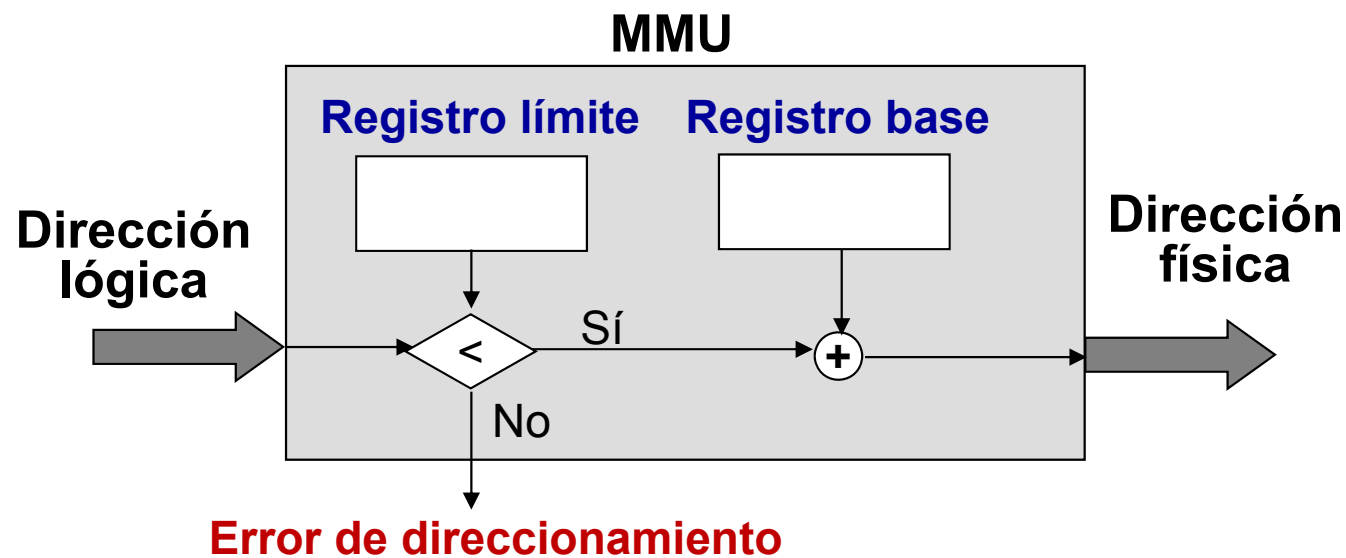 MMU
Registro límite
Registro base
Dirección
lógica
Dirección
física
<
Sí
+
No
Error de direccionamiento